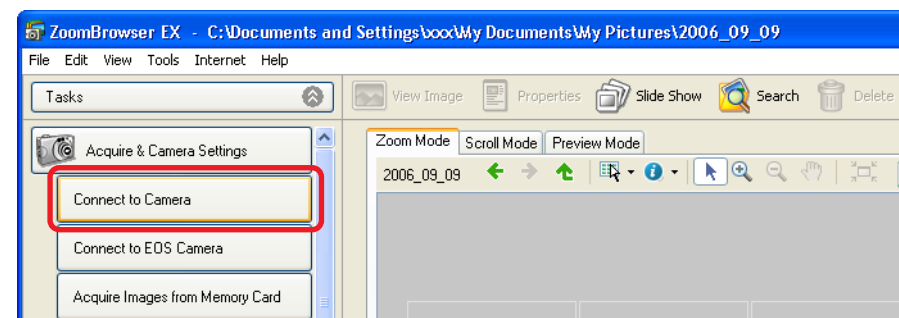 ZoomBrowser EX - C:\Documents and Settings\xxx\My Documents\My Pictures\2006_09_09
File Edit View Tools Internet Help
Tasks
View Image Properties Slide Show Search Delete
Acquire & Camera Settings
Zoom Mode Scroll Mode Preview Mode
2006_09_09
Connect to Camera
Connect to EOS Camera
Acquire Images from Memory Card